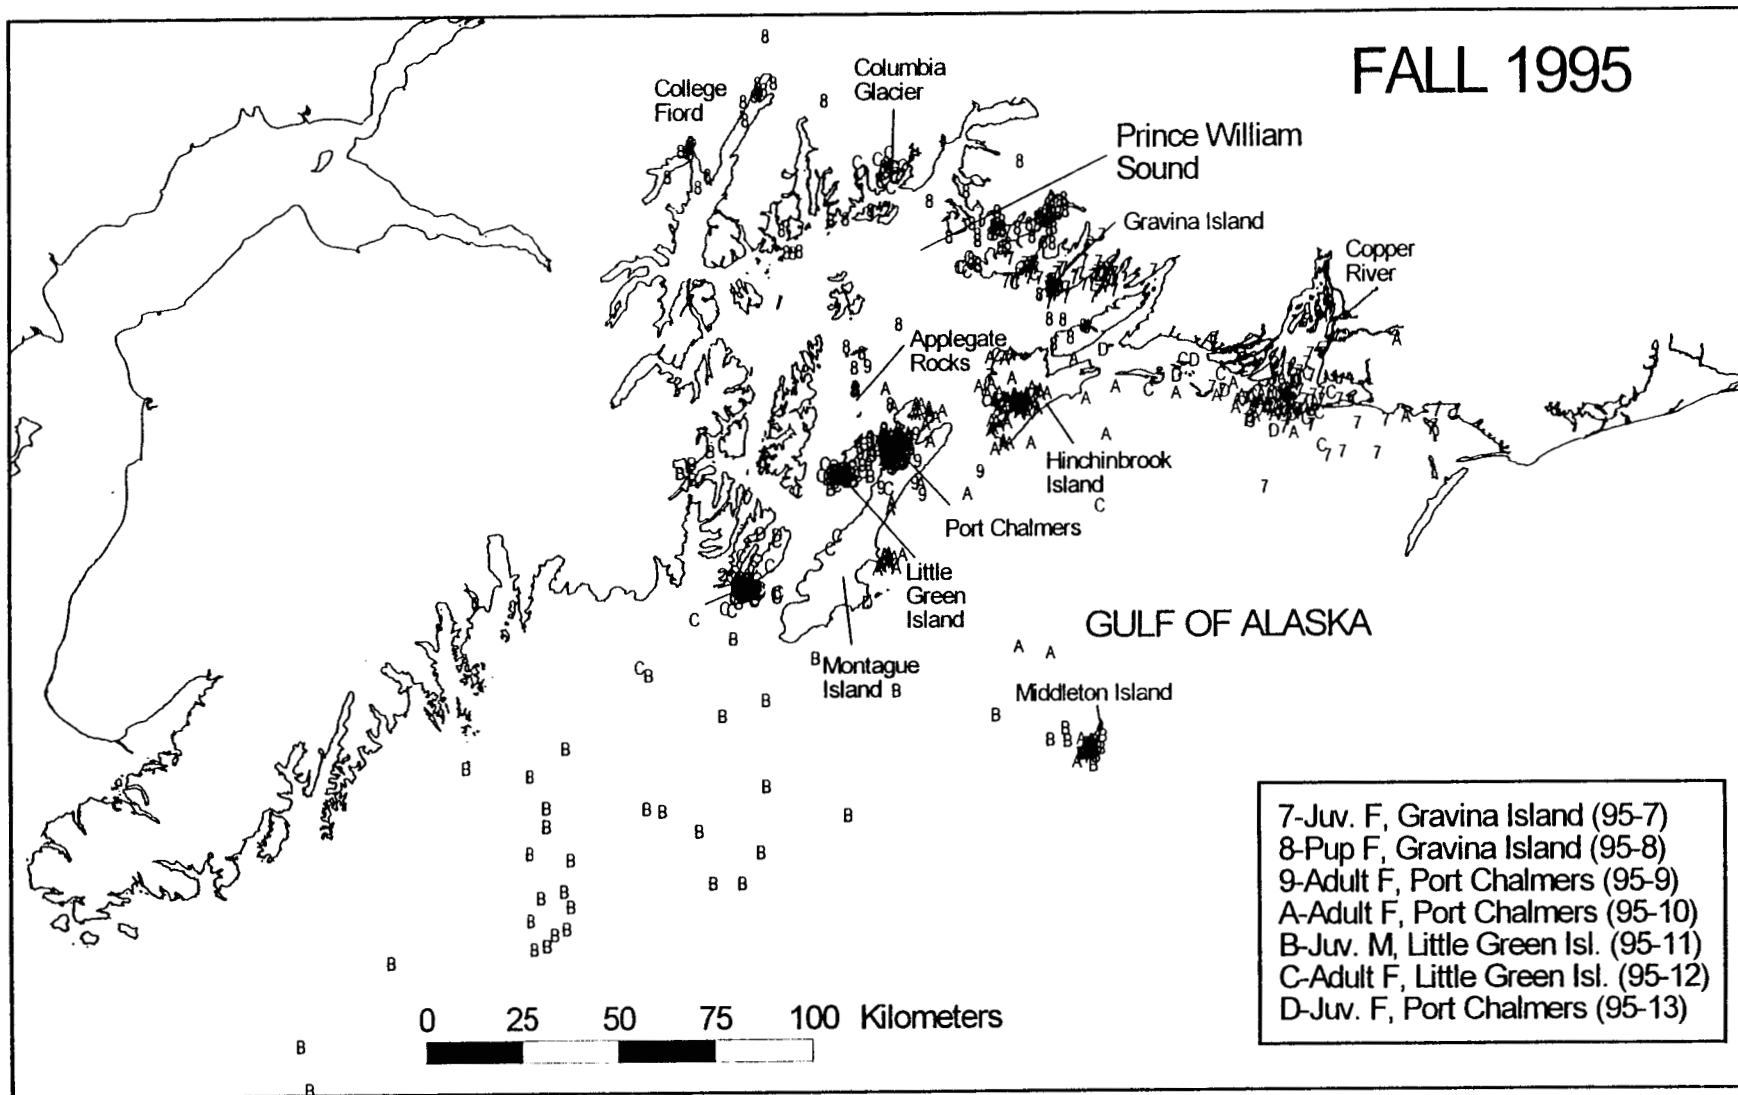 FALL 1995
College
Fiord
Columbia
Glacier
Prince William
Sound
Gravina Island
Copper
River
Applegate
Rocks
Hinchinbrook
Island
Port Chalmers
Little
Green
Island
Montague
Island
GULF OF ALASKA
Middleton Island
7-Juv. F, Gravina Island (95-7)
8-Pup F, Gravina Island (95-8)
9-Adult F, Port Chalmers (95-9)
A-Adult F, Port Chalmers (95-10)
B-Juv. M, Little Green Isl. (95-11)
C-Adult F, Little Green Isl. (95-12)
D-Juv. F, Port Chalmers (95-13)
0 25 50 75 100 Kilometers